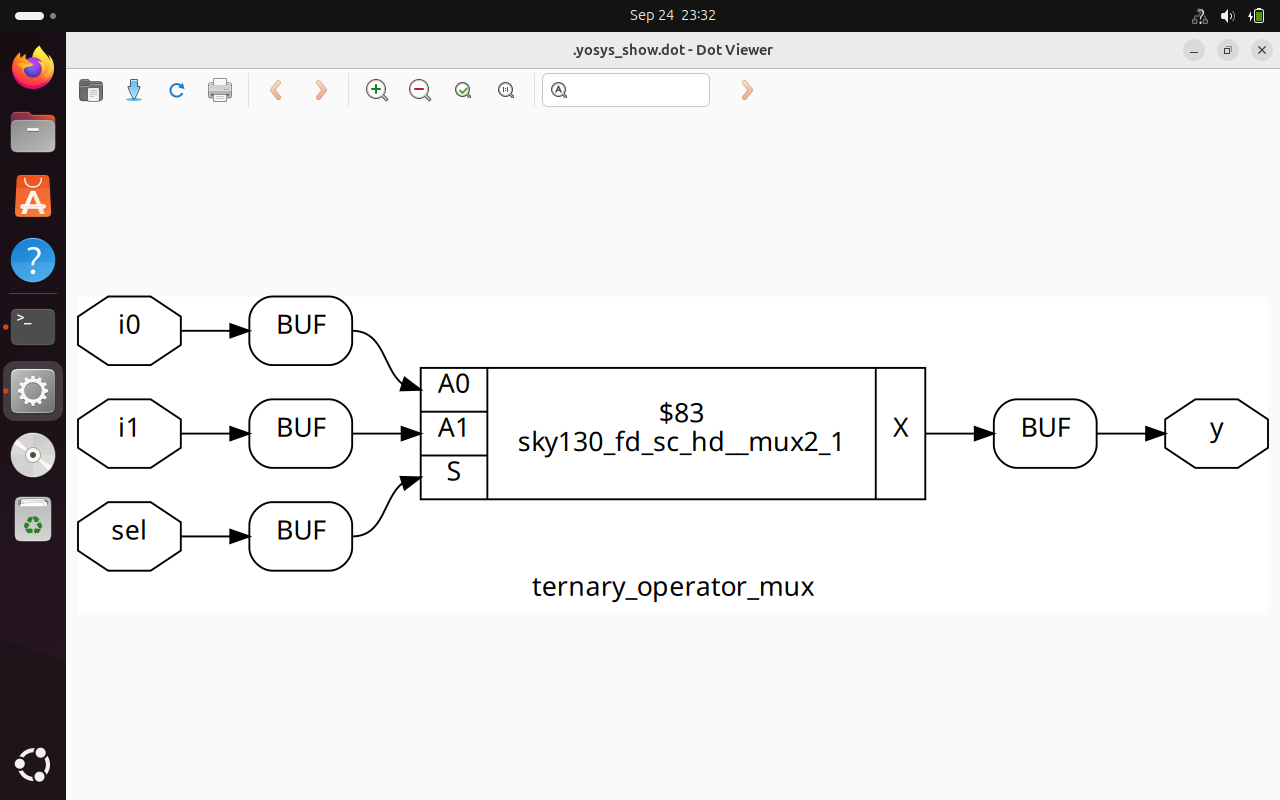 Sep 24 23:32
.yosys_show.dot - Dot Viewer
i0
BUF
i1
BUF
sel
BUF
A0
A1
S
$83
sky130_fd_sc_hd__mux2_1
X
BUF
y
ternary_operator_mux